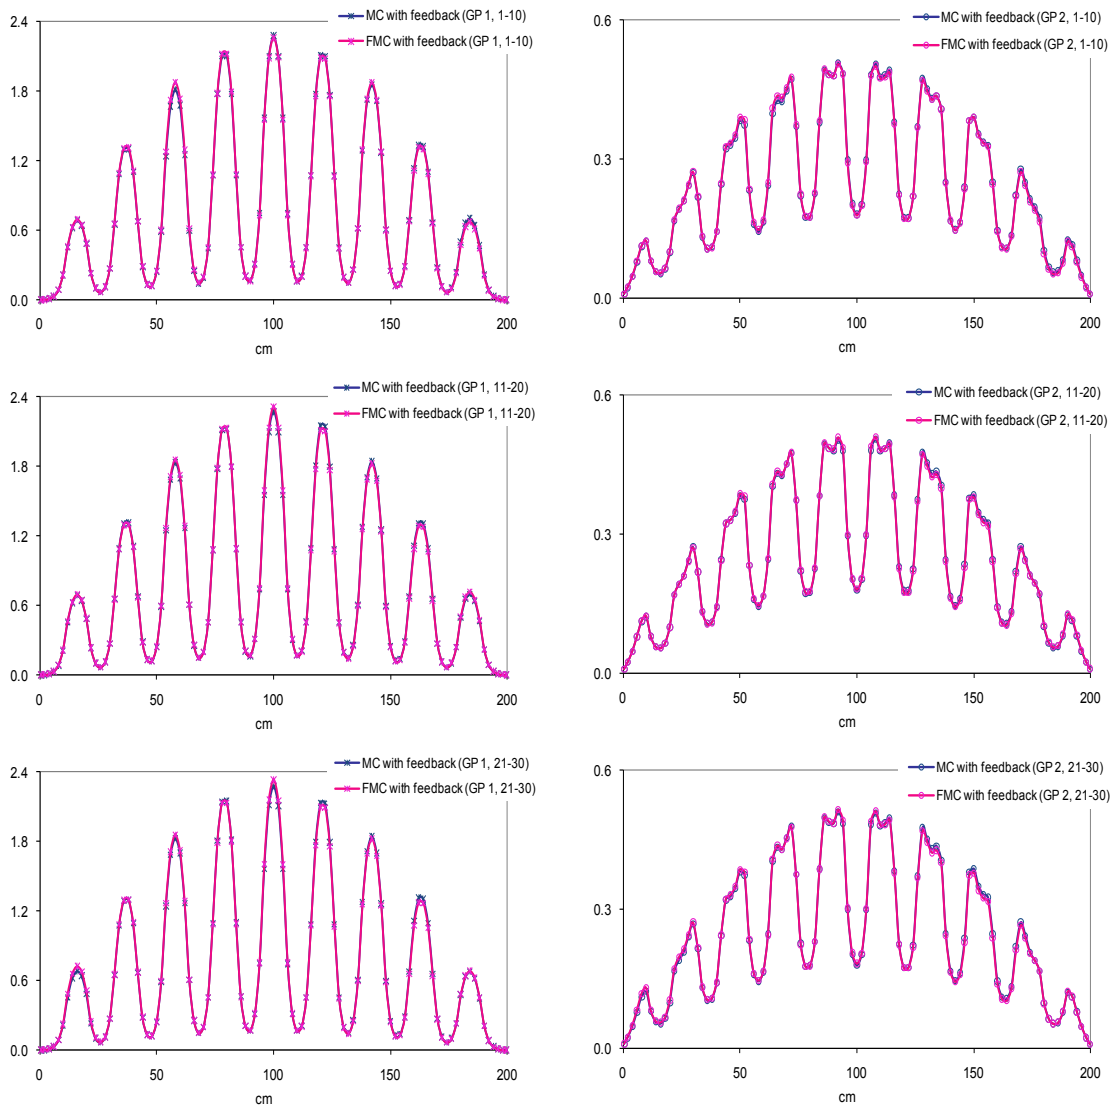 MC with feedback (GP 1, 1-10)
FMC with feedback (GP 1, 1-10)
2.4
1.8
1.2
0.6
0.0
0 50 100 150 200
cm
MC with feedback (GP 2, 1-10)
FMC with feedback (GP 2, 1-10)
0.6
0.3
0.0
0 50 100 150 200
cm
MC with feedback (GP 1, 11-20)
FMC with feedback (GP 1, 11-20)
2.4
1.8
1.2
0.6
0.0
0 50 100 150 200
cm
MC with feedback (GP 2, 11-20)
FMC with feedback (GP 2, 11-20)
0.6
0.3
0.0
0 50 100 150 200
cm
MC with feedback (GP 1, 21-30)
FMC with feedback (GP 1, 21-30)
2.4
1.8
1.2
0.6
0.0
0 50 100 150 200
cm
MC with feedback (GP 2, 21-30)
FMC with feedback (GP 2, 21-30)
0.6
0.3
0.0
0 50 100 150 200
cm